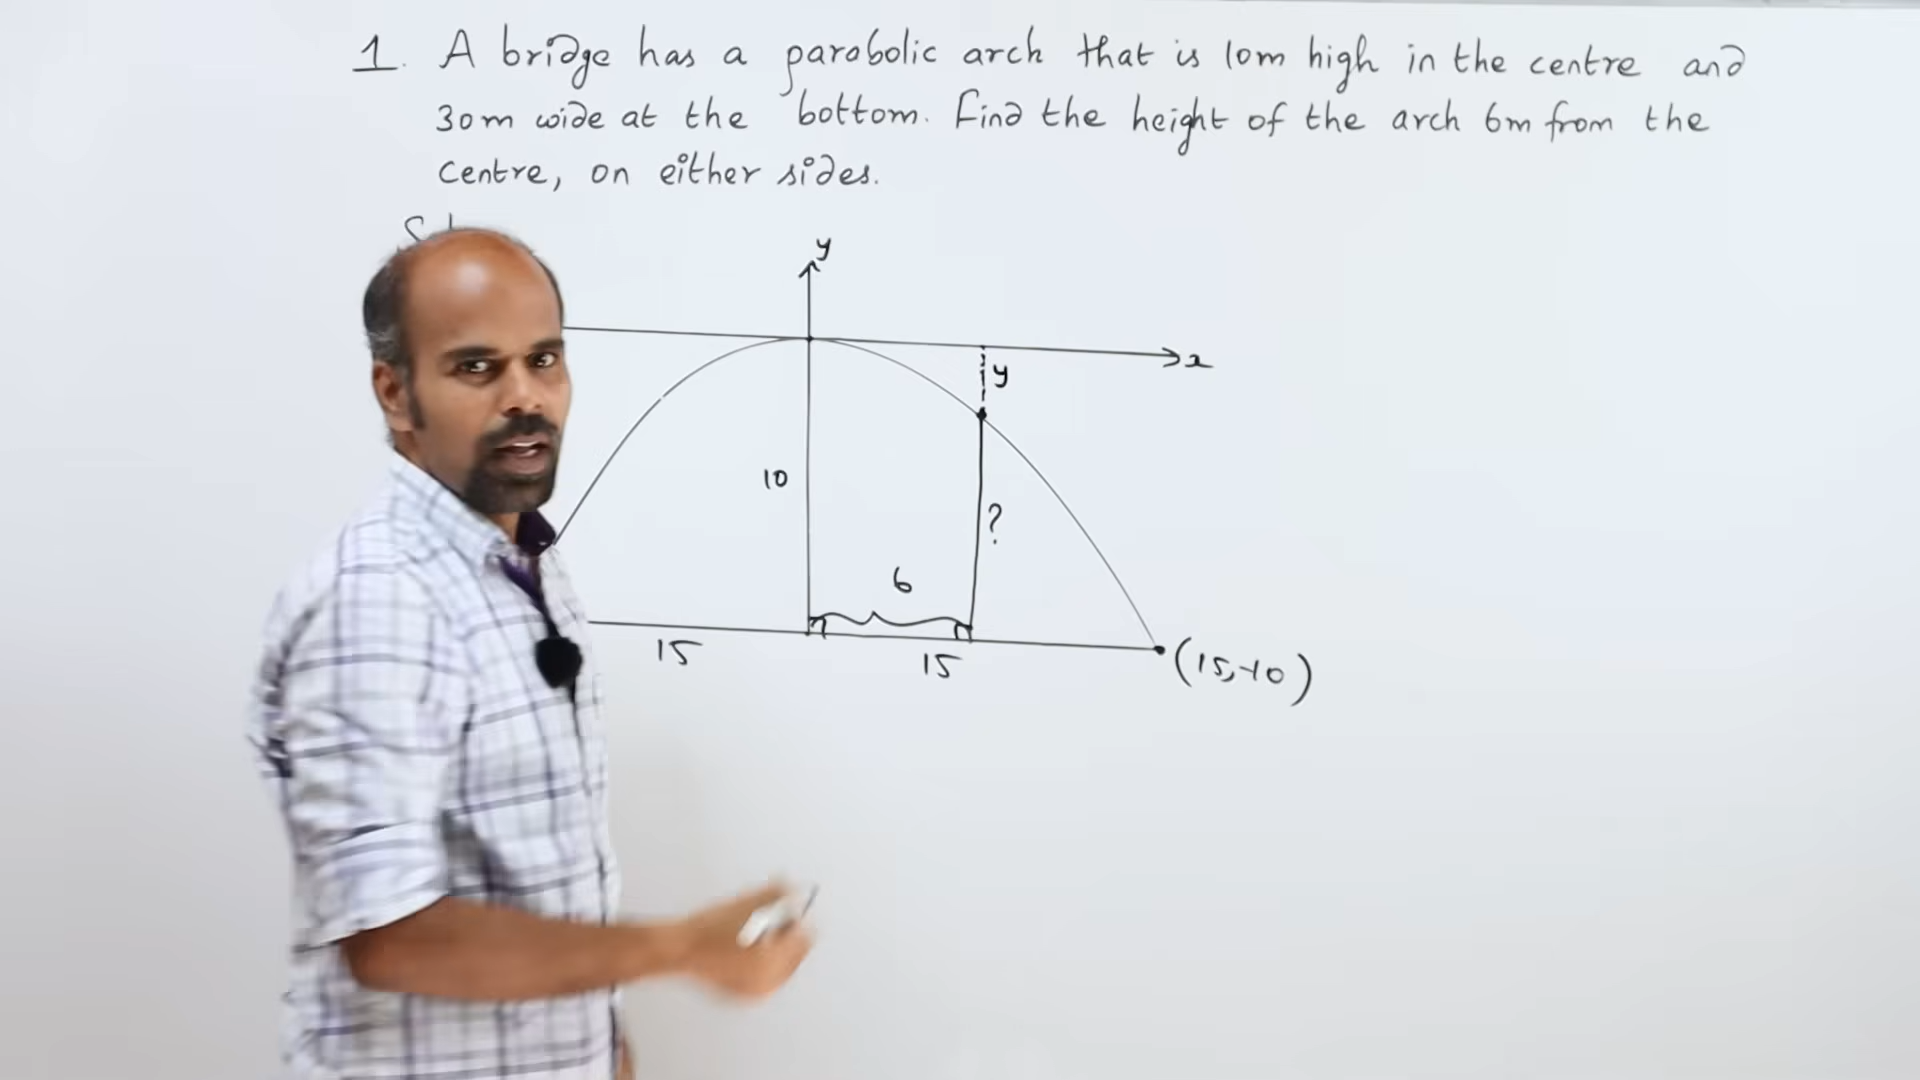 1. A bridge has a parabolic arch that is 10m high in the centre and
30m wide at the bottom. Find the height of the arch 6m from the
centre, on either sides.
y
x
y
10
?
6
15
15
(15,-10)